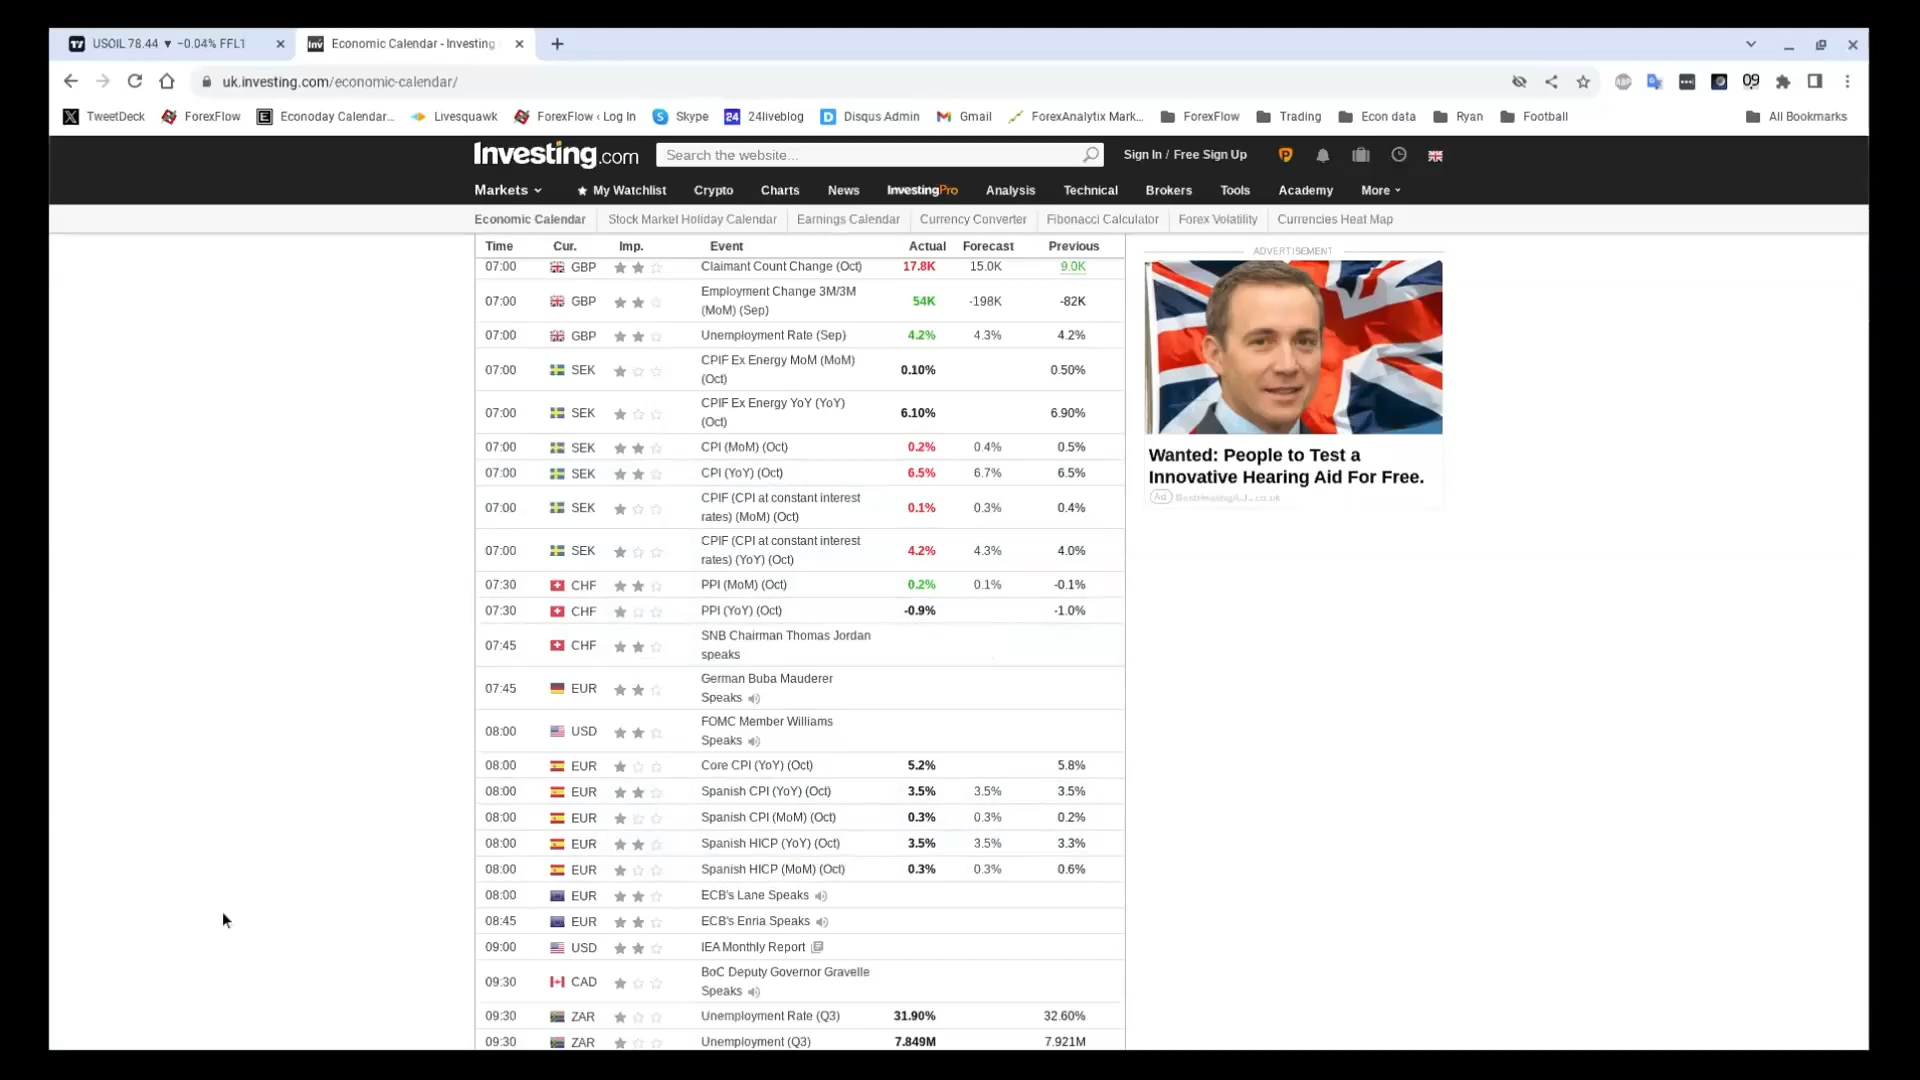 USOIL 78.44 ▼ −0.04% FFL1
Economic Calendar - Investing
uk.investing.com/economic-calendar/
09
TweetDeck ForexFlow Econoday Calendar... Livesquawk ForexFlow ‹ Log In Skype 24 24liveblog Disqus Admin Gmail ForexAnalytix Mark... ForexFlow Trading Econ data Ryan Football All Bookmarks
Investing.com Search the website... Sign In / Free Sign Up
Markets My Watchlist Crypto Charts News InvestingPro Analysis Technical Brokers Tools Academy More
Economic Calendar Stock Market Holiday Calendar Earnings Calendar Currency Converter Fibonacci Calculator Forex Volatility Currencies Heat Map
Time Cur. Imp. Event Actual Forecast Previous
07:00 GBP Claimant Count Change (Oct) 17.8K 15.0K 9.0K
07:00 GBP Employment Change 3M/3M
(MoM) (Sep) 54K -198K -82K
07:00 GBP Unemployment Rate (Sep) 4.2% 4.3% 4.2%
07:00 SEK CPIF Ex Energy MoM (MoM)
(Oct) 0.10% 0.50%
07:00 SEK CPIF Ex Energy YoY (YoY)
(Oct) 6.10% 6.90%
07:00 SEK CPI (MoM) (Oct) 0.2% 0.4% 0.5%
07:00 SEK CPI (YoY) (Oct) 6.5% 6.7% 6.5%
07:00 SEK CPIF (CPI at constant interest
rates) (MoM) (Oct) 0.1% 0.3% 0.4%
07:00 SEK CPIF (CPI at constant interest
rates) (YoY) (Oct) 4.2% 4.3% 4.0%
07:30 CHF PPI (MoM) (Oct) 0.2% 0.1% -0.1%
07:30 CHF PPI (YoY) (Oct) -0.9% -1.0%
07:45 CHF SNB Chairman Thomas Jordan
speaks
07:45 EUR German Buba Mauderer
Speaks
08:00 USD FOMC Member Williams
Speaks
08:00 EUR Core CPI (YoY) (Oct) 5.2% 5.8%
08:00 EUR Spanish CPI (YoY) (Oct) 3.5% 3.5% 3.5%
08:00 EUR Spanish CPI (MoM) (Oct) 0.3% 0.3% 0.2%
08:00 EUR Spanish HICP (YoY) (Oct) 3.5% 3.5% 3.3%
08:00 EUR Spanish HICP (MoM) (Oct) 0.3% 0.3% 0.6%
08:00 EUR ECB's Lane Speaks
08:45 EUR ECB's Enria Speaks
09:00 USD IEA Monthly Report
09:30 CAD BoC Deputy Governor Gravelle
Speaks
09:30 ZAR Unemployment Rate (Q3) 31.90% 32.60%
09:30 ZAR Unemployment (Q3) 7.849M 7.921M
ADVERTISEMENT
Wanted: People to Test a
Innovative Hearing Aid For Free.
Ad